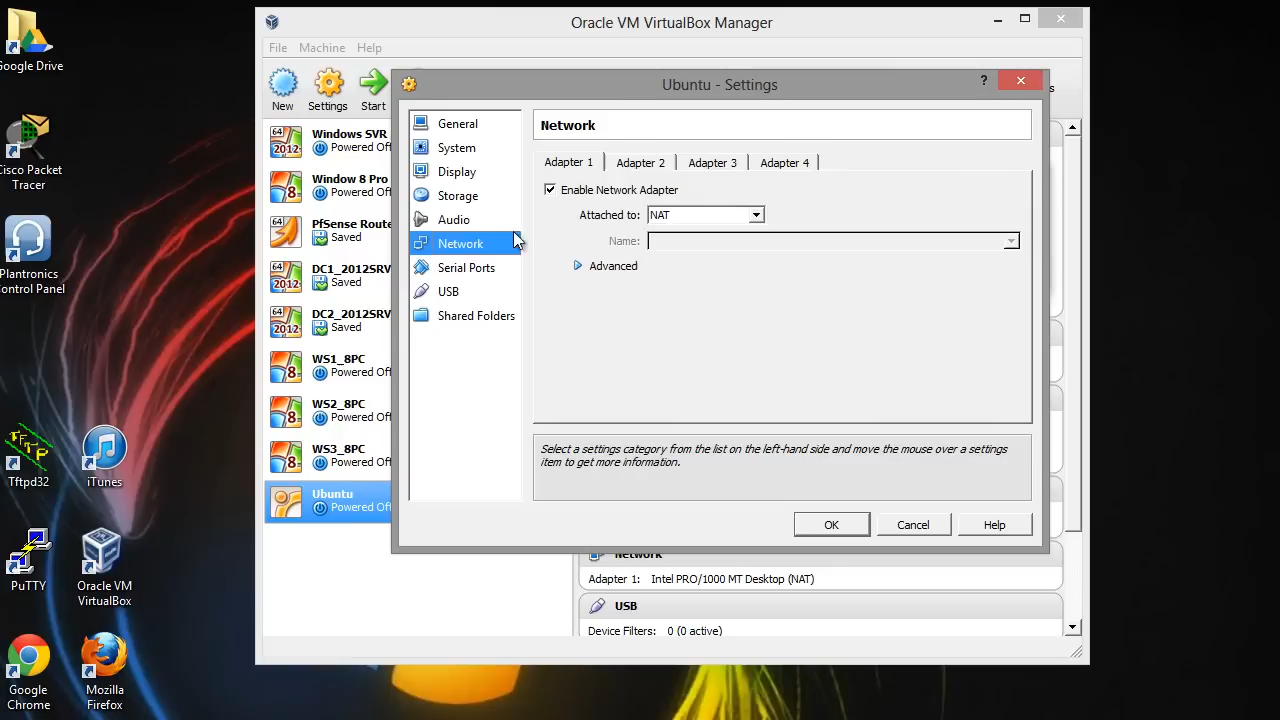 Google Drive
Cisco Packet
Tracer
Plantronics
Control Panel
Tftpd32
iTunes
PuTTY
Oracle VM
VirtualBox
Google
Chrome
Mozilla
Firefox
Oracle VM VirtualBox Manager
File Machine Help
New Settings Start
Windows SVR
Powered Off
Windows 8 Pro
Powered Off
PfSense Route
Saved
DC1_2012SRV
Saved
DC2_2012SRV
Saved
WS1_8PC
Powered Off
WS2_8PC
Powered Off
WS3_8PC
Powered Off
Ubuntu
Powered Off
Ubuntu - Settings
?
General
System
Display
Storage
Audio
Network
Serial Ports
USB
Shared Folders
Network
Adapter 1 Adapter 2 Adapter 3 Adapter 4
Enable Network Adapter
Attached to: NAT
Name:
Advanced
Select a settings category from the list on the left-hand side and move the mouse over a settings
item to get more information.
OK Cancel Help
Network
Adapter 1: Intel PRO/1000 MT Desktop (NAT)
USB
Device Filters: 0 (0 active)